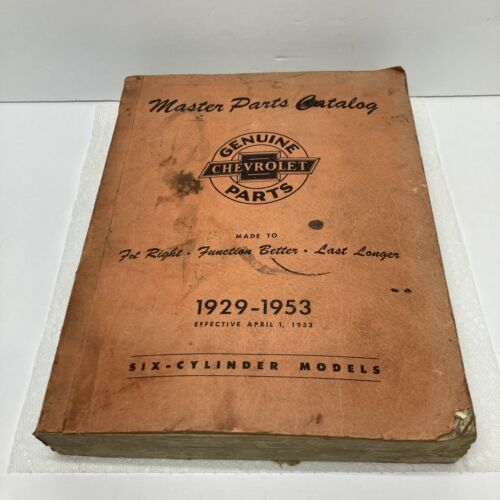 Master Parts Catalog
GENUINE
CHEVROLET
PARTS
MADE TO
Fit Right · Function Better · Last Longer
1929-1953
EFFECTIVE APRIL 1, 1953
SIX-CYLINDER MODELS